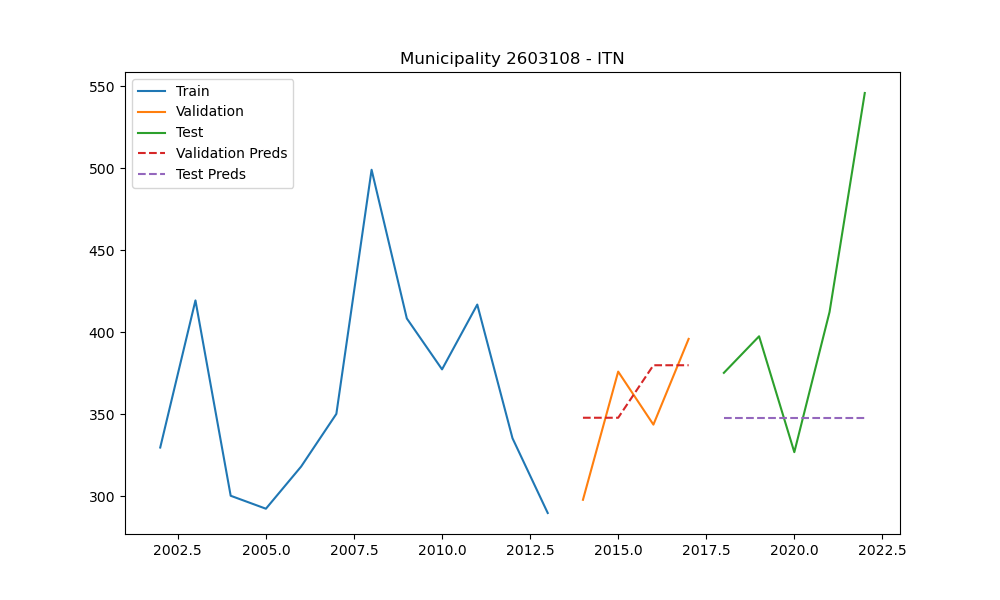 Municipality 2603108 - ITN
Train
Validation
Test
Validation Preds
Test Preds
550
500
450
400
350
300
2002.5 2005.0 2007.5 2010.0 2012.5 2015.0 2017.5 2020.0 2022.5